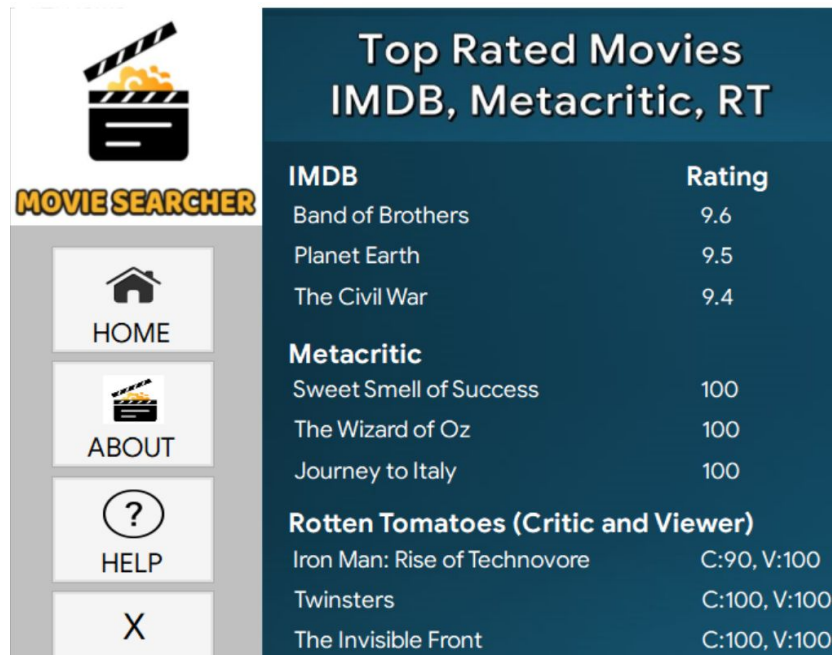 MOVIE SEARCHER
HOME
ABOUT
?
HELP
X
Top Rated Movies
IMDB, Metacritic, RT
IMDB Rating
Band of Brothers 9.6
Planet Earth 9.5
The Civil War 9.4
Metacritic
Sweet Smell of Success 100
The Wizard of Oz 100
Journey to Italy 100
Rotten Tomatoes (Critic and Viewer)
Iron Man: Rise of Technovore C:90, V:100
Twinsters C:100, V:100
The Invisible Front C:100, V:100